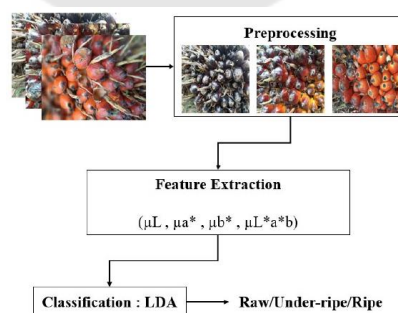 Preprocessing
Feature Extraction
(µL , µa* , µb* , µL*a*b)
Classification : LDA
Raw/Under-ripe/Ripe